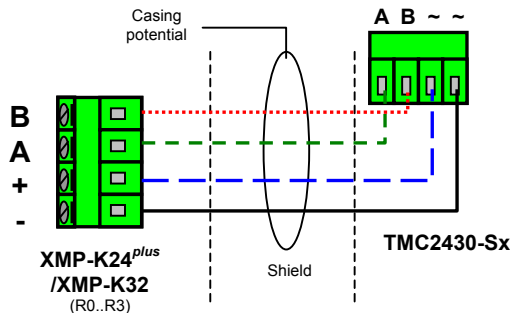 Casing
potential
A B ~ ~
B
A
+
-
TMC2430-Sx
XMP-K24plus
/XMP-K32
(R0..R3)
Shield